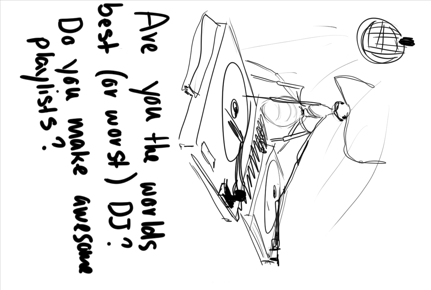 Are you the worlds
best (or worst) DJ?
Do you make awesome
playlists?